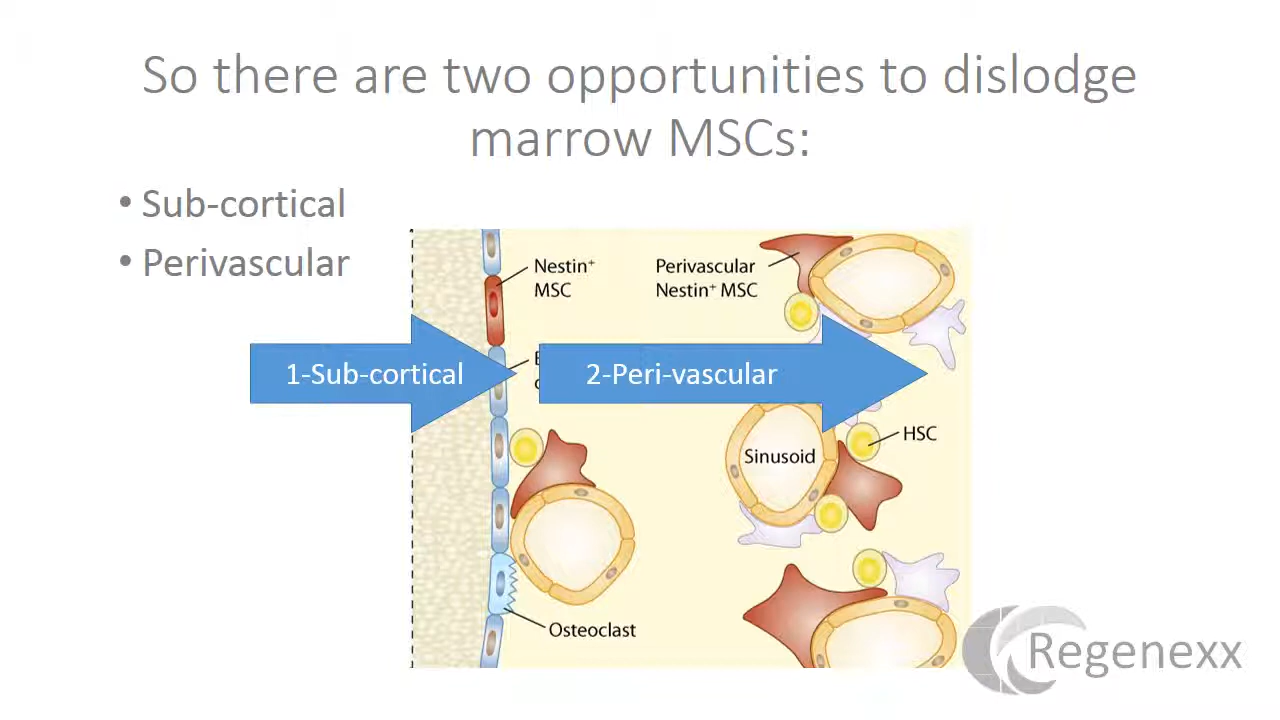 So there are two opportunities to dislodge
marrow MSCs:
• Sub-cortical
• Perivascular
Nestin⁺
MSC
Perivascular
Nestin⁺ MSC
1-Sub-cortical
2-Peri-vascular
HSC
Sinusoid
Osteoclast
Regenexx